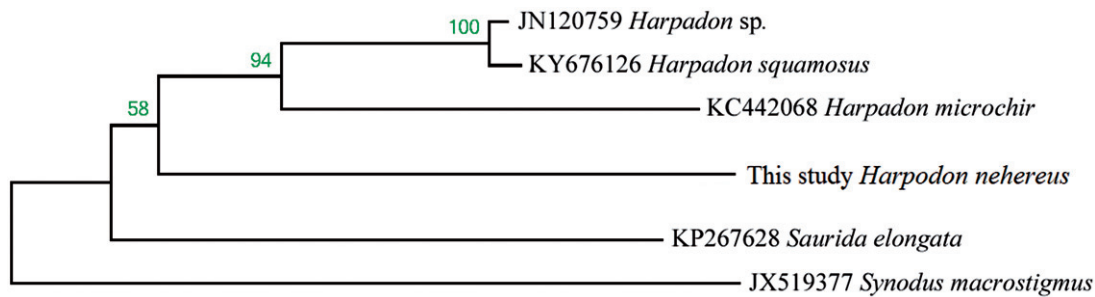 100 JN120759 Harpadon sp.
KY676126 Harpadon squamosus
94
KC442068 Harpadon microchir
58
This study Harpodon nehereus
KP267628 Saurida elongata
JX519377 Synodus macrostigmus